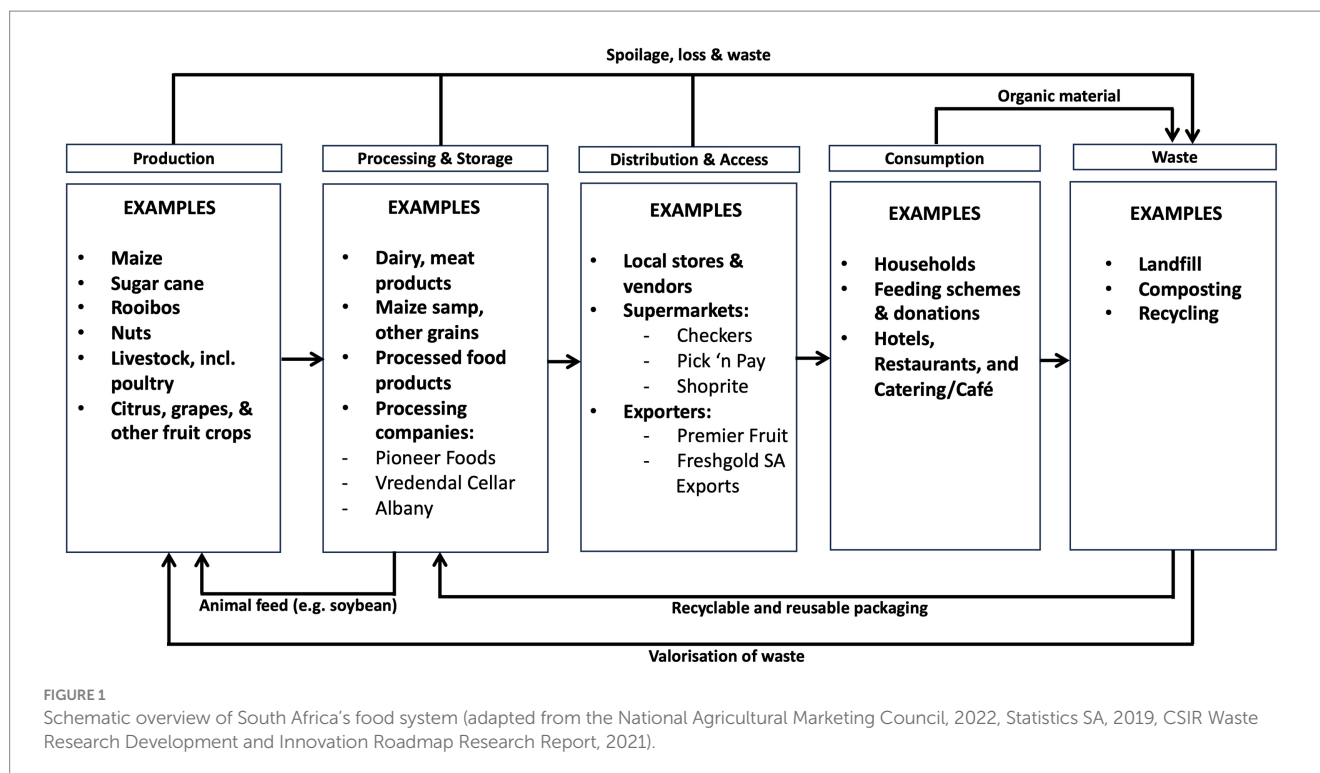 Spoilage, loss & waste
Organic material
Production
Processing & Storage
Distribution & Access
Consumption
Waste
EXAMPLES
• Maize
• Sugar cane
• Rooibos
• Nuts
• Livestock, incl.
poultry
• Citrus, grapes, &
other fruit crops
EXAMPLES
• Dairy, meat
products
• Maize samp,
other grains
• Processed food
products
• Processing
companies:
- Pioneer Foods
- Vredendal Cellar
- Albany
EXAMPLES
• Local stores &
vendors
• Supermarkets:
- Checkers
- Pick ‘n Pay
- Shoprite
• Exporters:
- Premier Fruit
- Freshgold SA
Exports
EXAMPLES
• Households
• Feeding schemes
& donations
• Hotels,
Restaurants, and
Catering/Café
EXAMPLES
• Landfill
• Composting
• Recycling
Animal feed (e.g. soybean)
Recyclable and reusable packaging
Valorisation of waste
FIGURE 1
Schematic overview of South Africa’s food system (adapted from the National Agricultural Marketing Council, 2022, Statistics SA, 2019, CSIR Waste
Research Development and Innovation Roadmap Research Report, 2021).